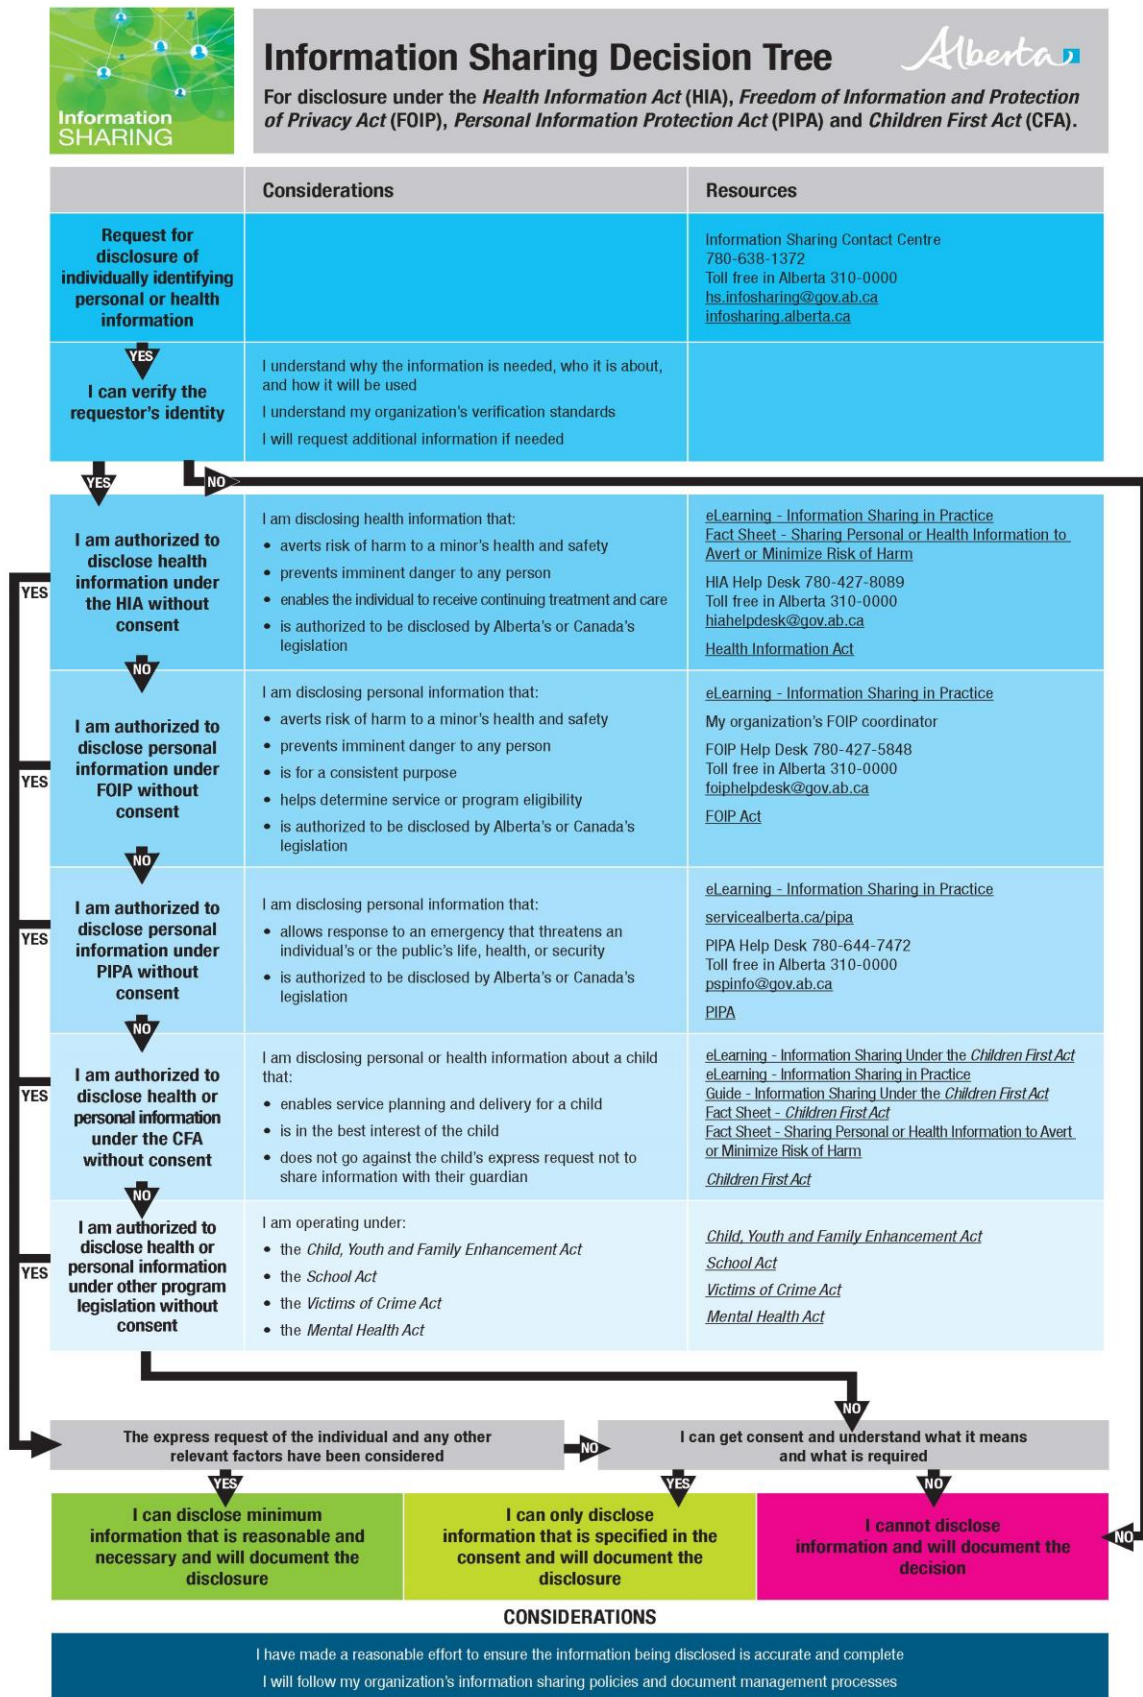 Information
SHARING
Information Sharing Decision Tree
Alberta
For disclosure under the Health Information Act (HIA), Freedom of Information and Protection
of Privacy Act (FOIP), Personal Information Protection Act (PIPA) and Children First Act (CFA).
Considerations
Resources
Request for
disclosure of
individually identifying
personal or health
information
Information Sharing Contact Centre
780-638-1372
Toll free in Alberta 310-0000
hs.infosharing@gov.ab.ca
infosharing.alberta.ca
YES
I can verify the
requestor's identity
I understand why the information is needed, who it is about,
and how it will be used
I understand my organization's verification standards
I will request additional information if needed
YES
NO
I am authorized to
disclose health
information under
the HIA without
consent
I am disclosing health information that:
• averts risk of harm to a minor's health and safety
• prevents imminent danger to any person
• enables the individual to receive continuing treatment and care
• is authorized to be disclosed by Alberta's or Canada's
legislation
eLearning - Information Sharing in Practice
Fact Sheet - Sharing Personal or Health Information to
Avert or Minimize Risk of Harm
HIA Help Desk 780-427-8089
Toll free in Alberta 310-0000
hiahelpdesk@gov.ab.ca
Health Information Act
YES
NO
I am authorized to
disclose personal
information under
FOIP without
consent
I am disclosing personal information that:
• averts risk of harm to a minor's health and safety
• prevents imminent danger to any person
• is for a consistent purpose
• helps determine service or program eligibility
• is authorized to be disclosed by Alberta's or Canada's
legislation
eLearning - Information Sharing in Practice
My organization's FOIP coordinator
FOIP Help Desk 780-427-5848
Toll free in Alberta 310-0000
foiphelpdesk@gov.ab.ca
FOIP Act
YES
NO
I am authorized to
disclose personal
information under
PIPA without
consent
I am disclosing personal information that:
• allows response to an emergency that threatens an
individual's or the public's life, health, or security
• is authorized to be disclosed by Alberta's or Canada's
legislation
eLearning - Information Sharing in Practice
servicealberta.ca/pipa
PIPA Help Desk 780-644-7472
Toll free in Alberta 310-0000
pspinfo@gov.ab.ca
PIPA
YES
NO
I am authorized to
disclose health or
personal information
under the CFA
without consent
I am disclosing personal or health information about a child
that:
• enables service planning and delivery for a child
• is in the best interest of the child
• does not go against the child's express request not to
share information with their guardian
eLearning - Information Sharing Under the Children First Act
eLearning - Information Sharing in Practice
Guide - Information Sharing Under the Children First Act
Fact Sheet - Children First Act
Fact Sheet - Sharing Personal or Health Information to Avert
or Minimize Risk of Harm
Children First Act
YES
NO
I am authorized to
disclose health or
personal information
under other program
legislation without
consent
I am operating under:
• the Child, Youth and Family Enhancement Act
• the School Act
• the Victims of Crime Act
• the Mental Health Act
Child, Youth and Family Enhancement Act
School Act
Victims of Crime Act
Mental Health Act
YES
NO
The express request of the individual and any other
relevant factors have been considered
NO
I can get consent and understand what it means
and what is required
YES
YES
NO
I can disclose minimum
information that is reasonable and
necessary and will document the
disclosure
I can only disclose
information that is specified in the
consent and will document the
disclosure
I cannot disclose
information and will document the
decision
NO
CONSIDERATIONS
I have made a reasonable effort to ensure the information being disclosed is accurate and complete
I will follow my organization's information sharing policies and document management processes